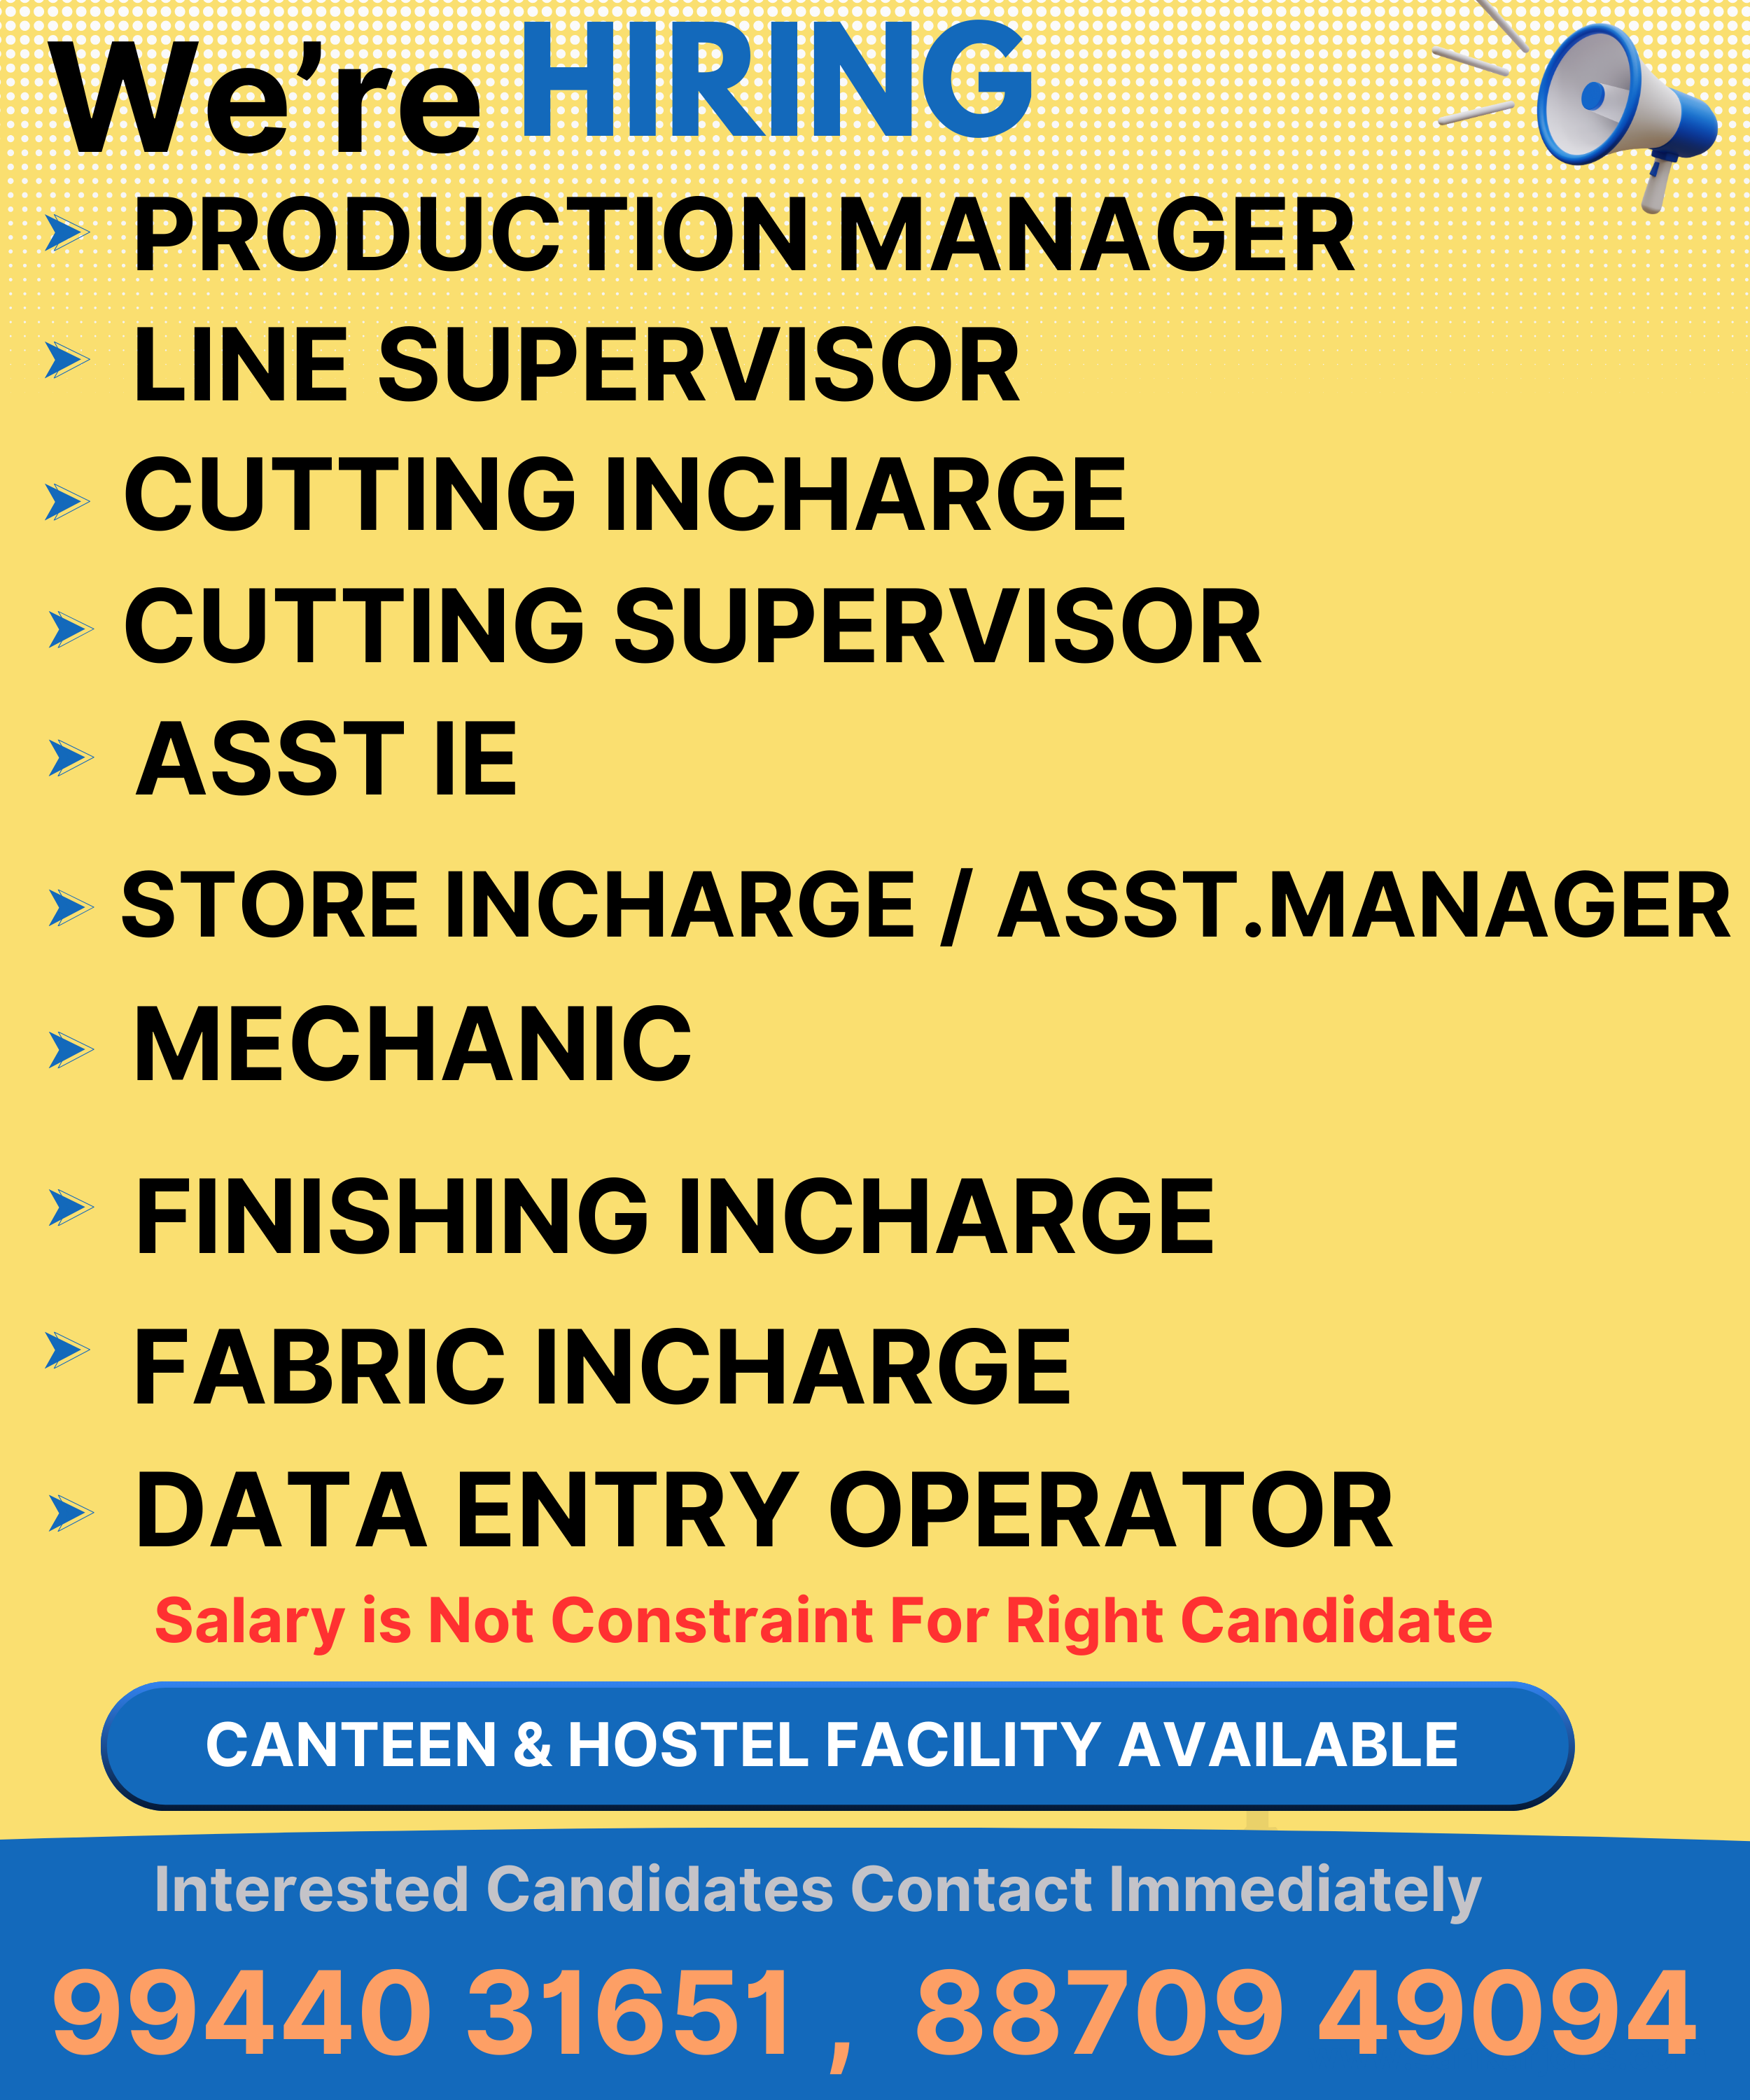 We’re HIRING
PRODUCTION MANAGER
LINE SUPERVISOR
CUTTING INCHARGE
CUTTING SUPERVISOR
ASST IE
STORE INCHARGE / ASST.MANAGER
MECHANIC
FINISHING INCHARGE
FABRIC INCHARGE
DATA ENTRY OPERATOR
Salary is Not Constraint For Right Candidate
CANTEEN & HOSTEL FACILITY AVAILABLE
Interested Candidates Contact Immediately
99440 31651 , 88709 49094